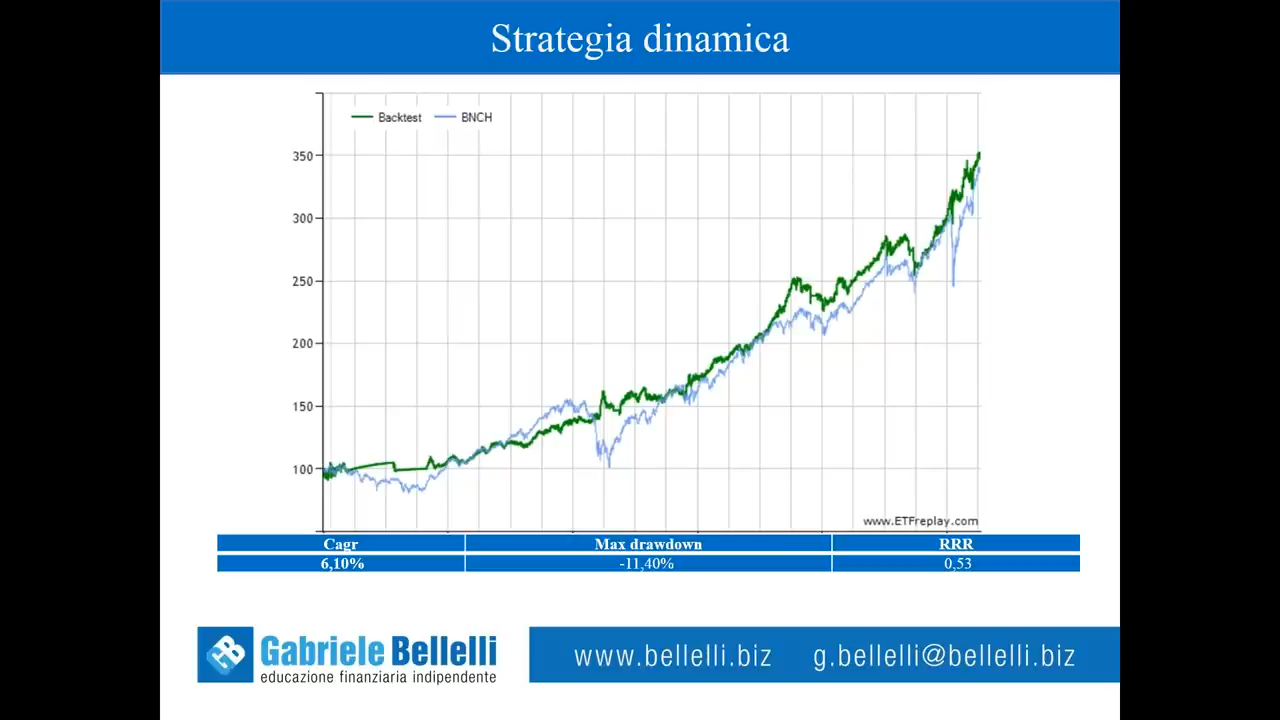 Strategia dinamica
Backtest BNCH
350
300
250
200
150
100
www.ETFreplay.com
Cagr Max drawdown RRR
6,10% -11,40% 0,53
Gabriele Bellelli
educazione finanziaria indipendente
www.bellelli.biz g.bellelli@bellelli.biz